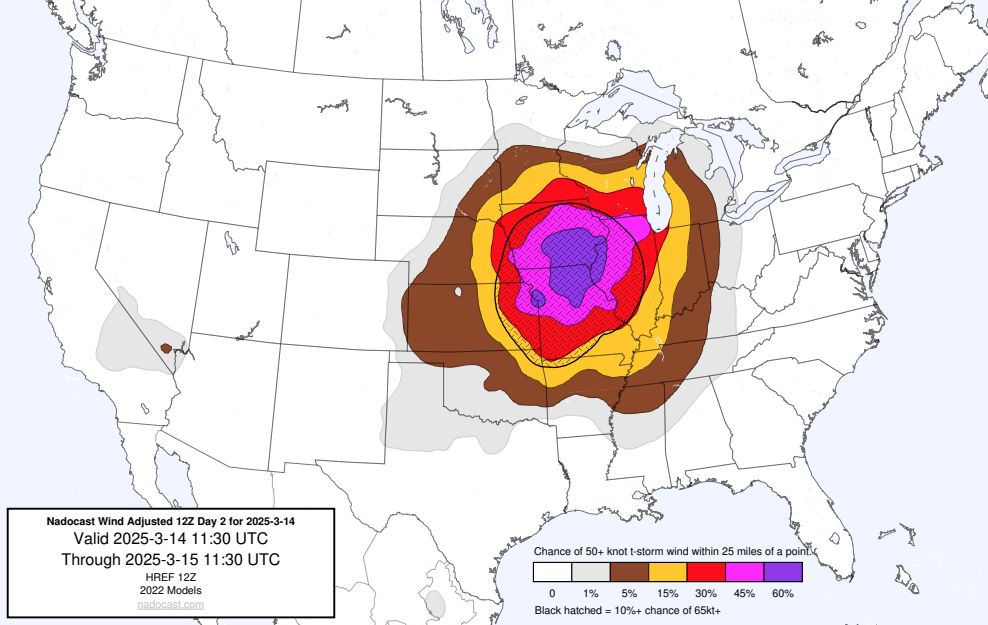 Nadocast Wind Adjusted 12Z Day 2 for 2025-3-14
Valid 2025-3-14 11:30 UTC
Through 2025-3-15 11:30 UTC
HREF 12Z
2022 Models
nadocast.com
Chance of 50+ knot t-storm wind within 25 miles of a point.
0 1% 5% 15% 30% 45% 60%
Black hatched = 10%+ chance of 65kt+